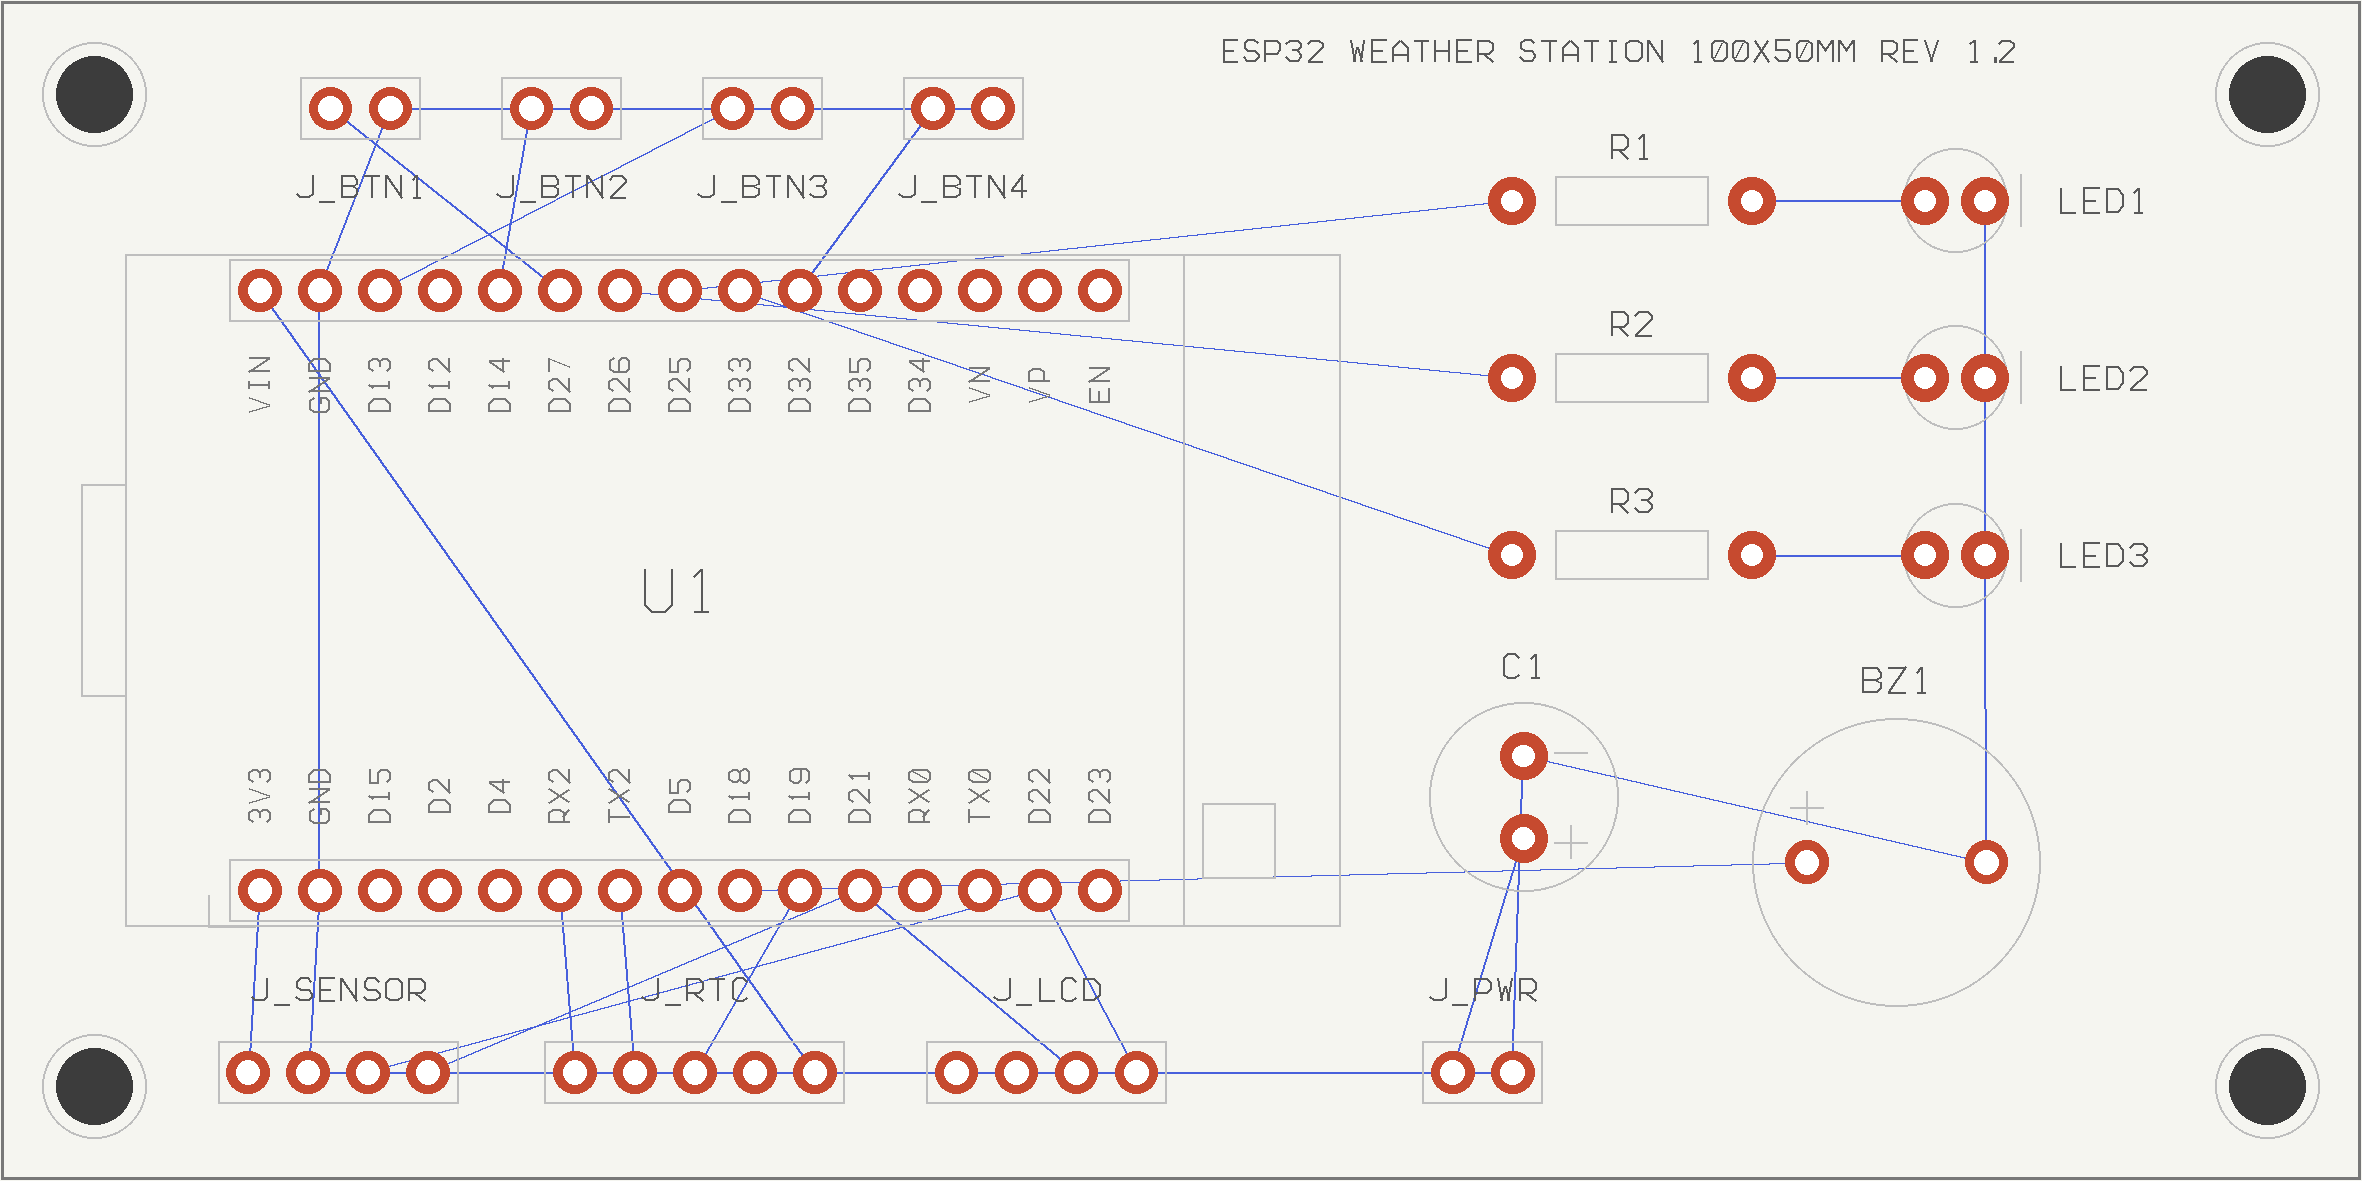 ESP32 WEATHER STATION 100X50MM REV 1.2
R1
J_BTN1 J_BTN2 J_BTN3 J_BTN4
LED1
R2
VIN GND D13 D12 D14 D27 D26 D25 D33 D32 D35 D34 VN VP EN
LED2
R3
LED3
U1
C1
BZ1
3V3 GND D15 D2 D4 RX2 TX2 D5 D18 D19 D21 RX0 TX0 D22 D23
J_SENSOR J_RTC J_LCD J_PWR